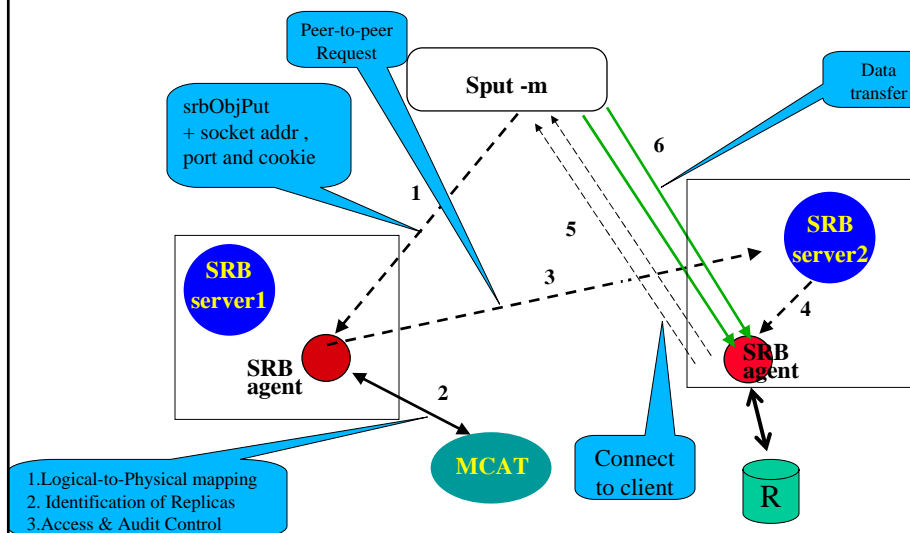 Peer-to-peer
Request
Sput -m
Data
transfer
srbObjPut
+ socket addr ,
port and cookie
1
6
5
3
SRB
server2
SRB
server1
4
SRB
agent
SRB
agent
2
MCAT
Connect
to client
R
1.Logical-to-Physical mapping
2. Identification of Replicas
3.Access & Audit Control